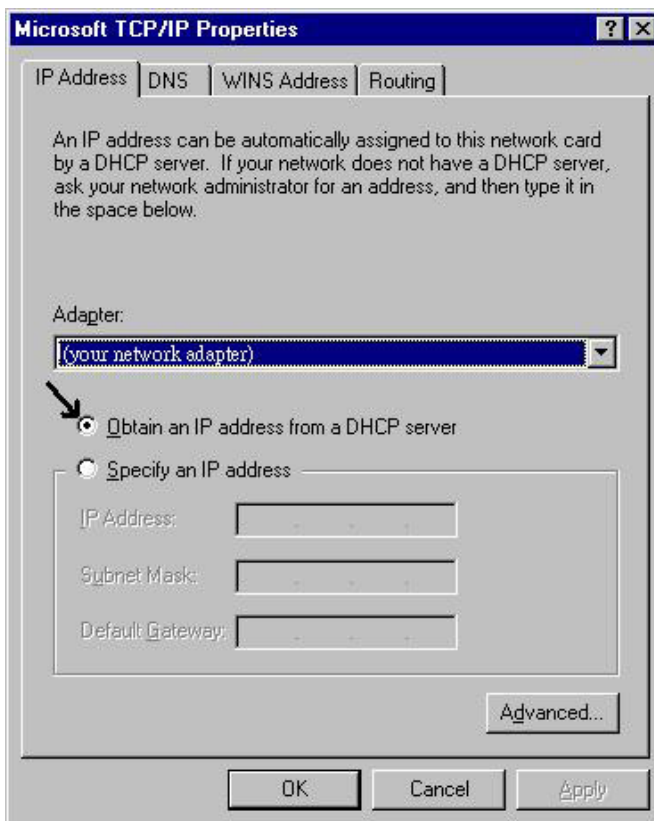 Microsoft TCP/IP Properties
IP Address DNS WINS Address Routing
An IP address can be automatically assigned to this network card
by a DHCP server. If your network does not have a DHCP server,
ask your network administrator for an address, and then type it in
the space below.
Adapter:
(your network adapter)
Obtain an IP address from a DHCP server
Specify an IP address
IP Address:
Subnet Mask:
Default Gateway:
Advanced...
OK Cancel Apply